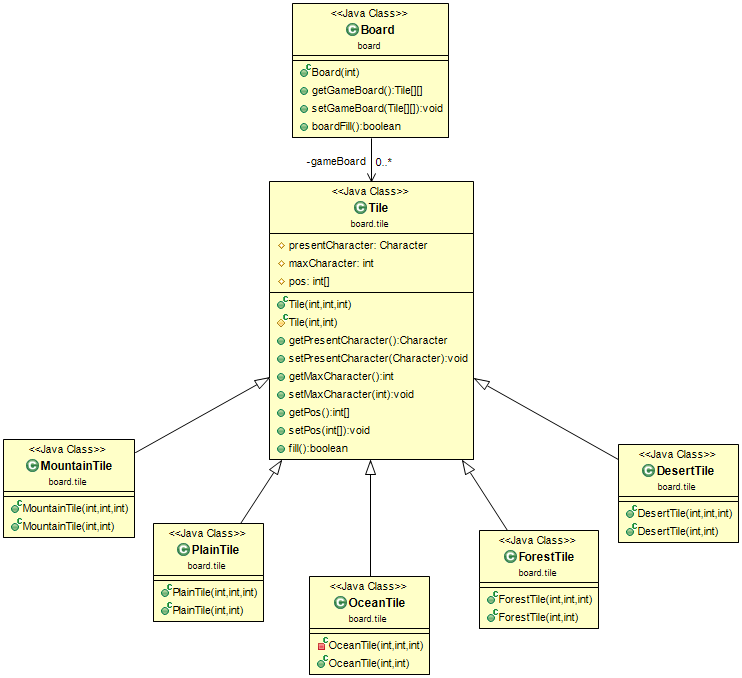 <<Java Class>>
Board
board
Board(int)
getGameBoard():Tile[][]
setGameBoard(Tile[][]):void
boardFill():boolean
-gameBoard 0..*
<<Java Class>>
Tile
board.tile
presentCharacter: Character
maxCharacter: int
pos: int[]
Tile(int,int,int)
Tile(int,int)
getPresentCharacter():Character
setPresentCharacter(Character):void
getMaxCharacter():int
setMaxCharacter(int):void
getPos():int[]
setPos(int[]):void
fill():boolean
<<Java Class>>
MountainTile
board.tile
MountainTile(int,int,int)
MountainTile(int,int)
<<Java Class>>
PlainTile
board.tile
PlainTile(int,int,int)
PlainTile(int,int)
<<Java Class>>
OceanTile
board.tile
OceanTile(int,int,int)
OceanTile(int,int)
<<Java Class>>
ForestTile
board.tile
ForestTile(int,int,int)
ForestTile(int,int)
<<Java Class>>
DesertTile
board.tile
DesertTile(int,int,int)
DesertTile(int,int)